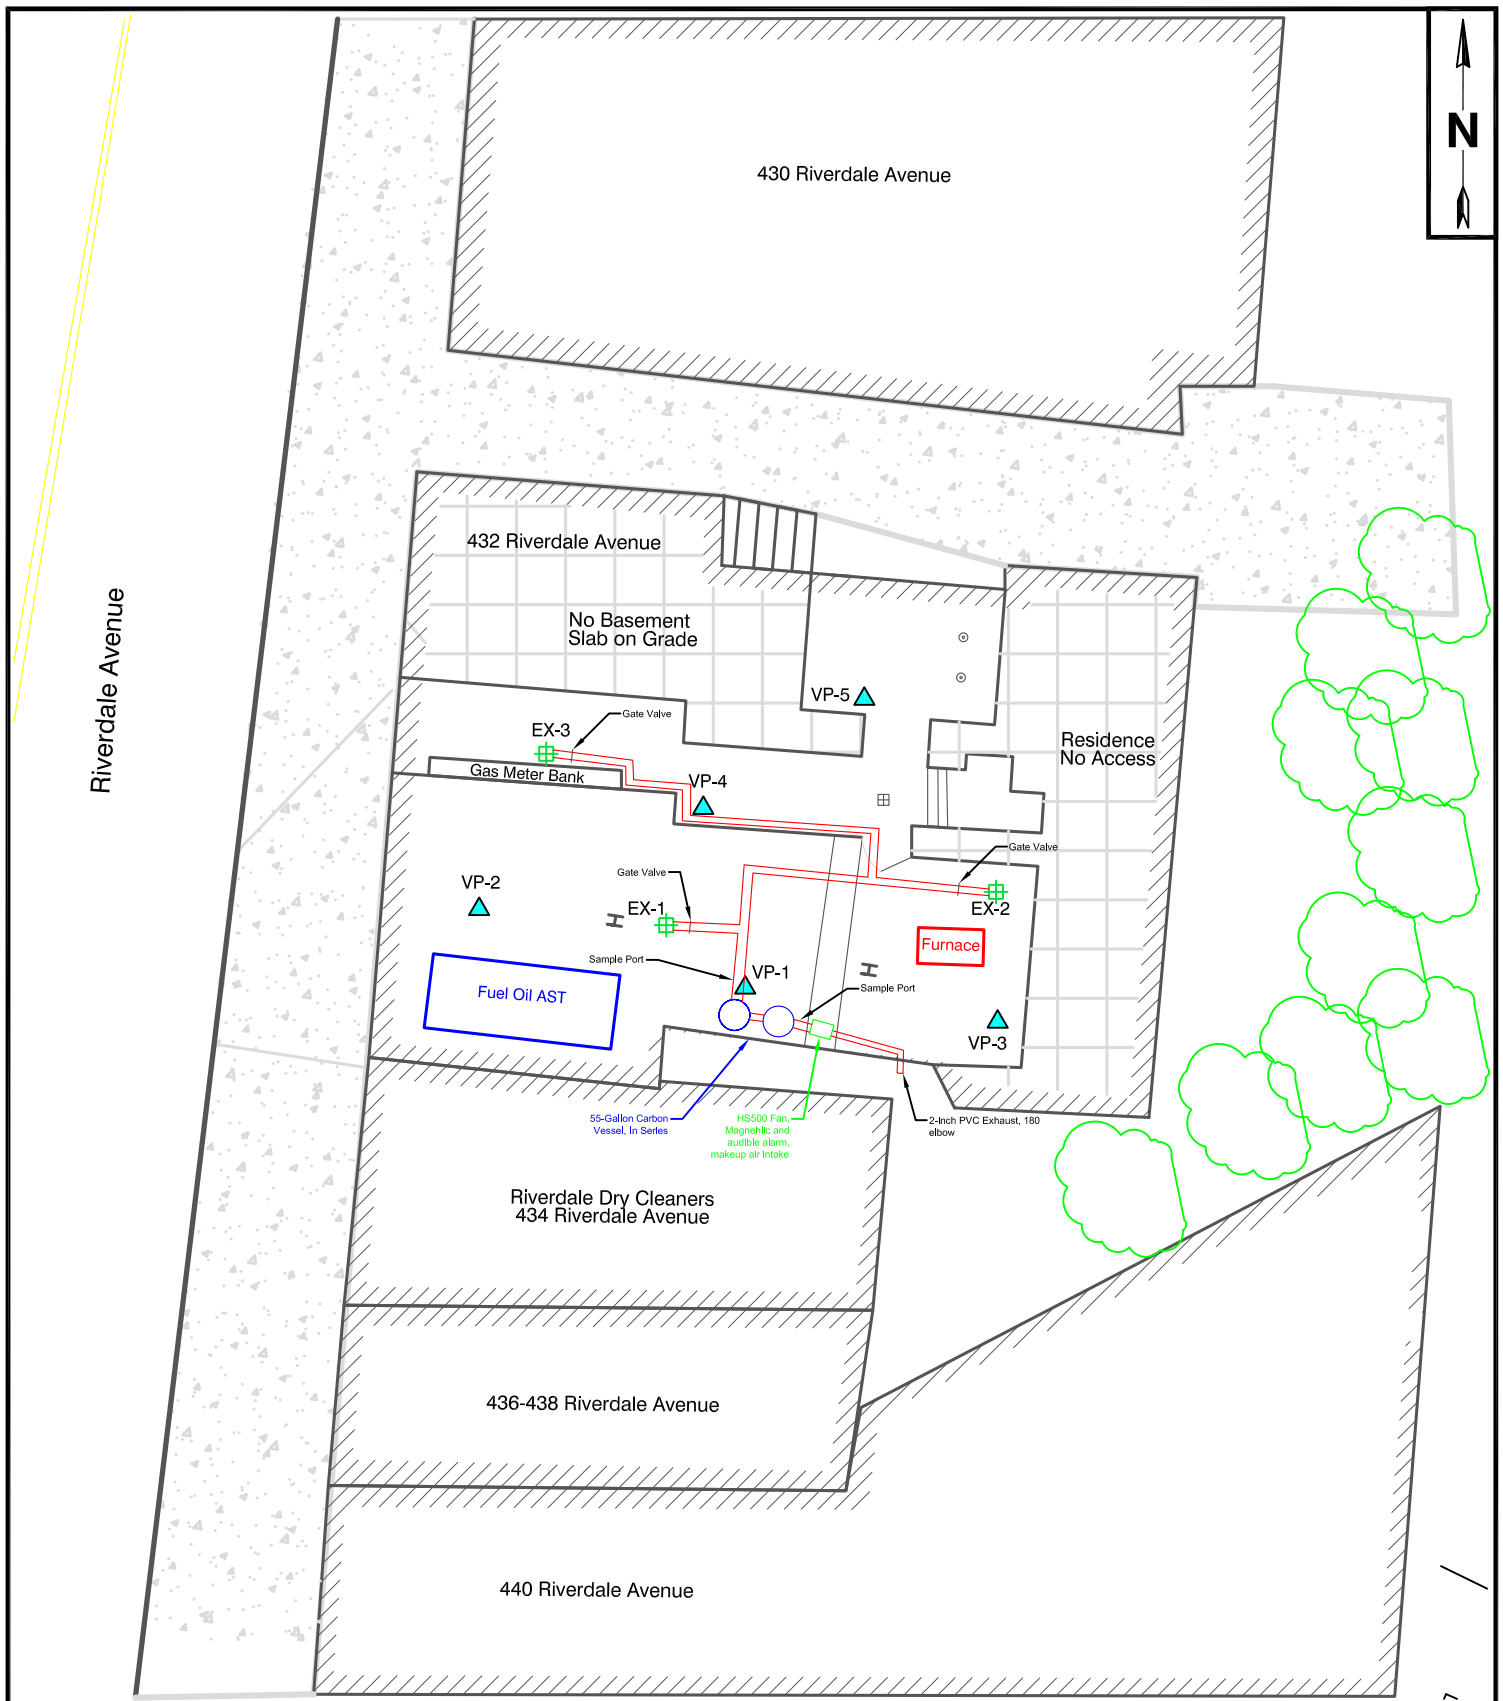 N
430 Riverdale Avenue
432 Riverdale Avenue
No Basement
Slab on Grade
Riverdale Avenue
VP-5
EX-3
Gate Valve
Gas Meter Bank
VP-4
Residence
No Access
Gate Valve
Gate Valve
VP-2
EX-1
EX-2
Furnace
Sample Port
VP-1
Sample Port
Fuel Oil AST
VP-3
55-Gallon Carbon
Vessel, In Series
HS500 Fan,
Magnehlic and
audible alarm,
makeup air intake
2-inch PVC Exhaust, 180
elbow
Riverdale Dry Cleaners
434 Riverdale Avenue
436-438 Riverdale Avenue
440 Riverdale Avenue